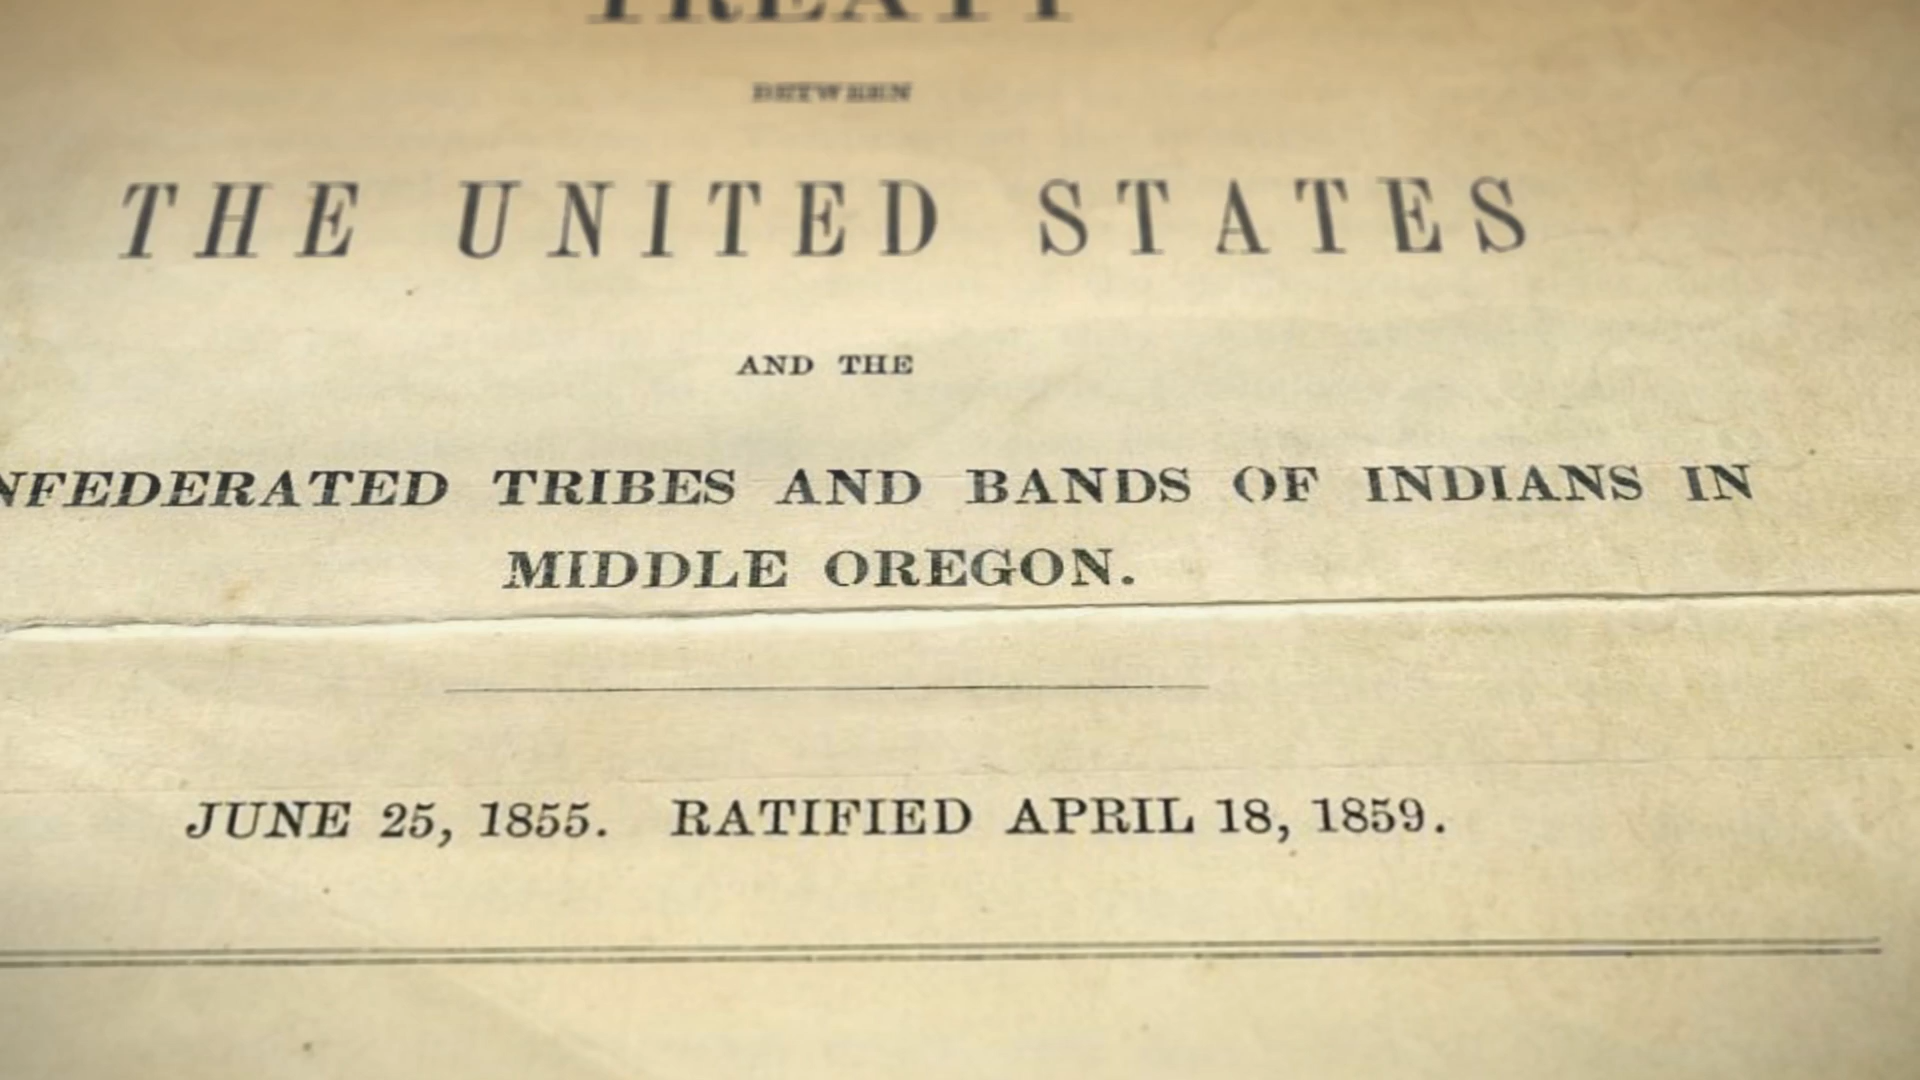 TREATY
BETWEEN
THE UNITED STATES
AND THE
NFEDERATED TRIBES AND BANDS OF INDIANS IN
MIDDLE OREGON.
JUNE 25, 1855. RATIFIED APRIL 18, 1859.